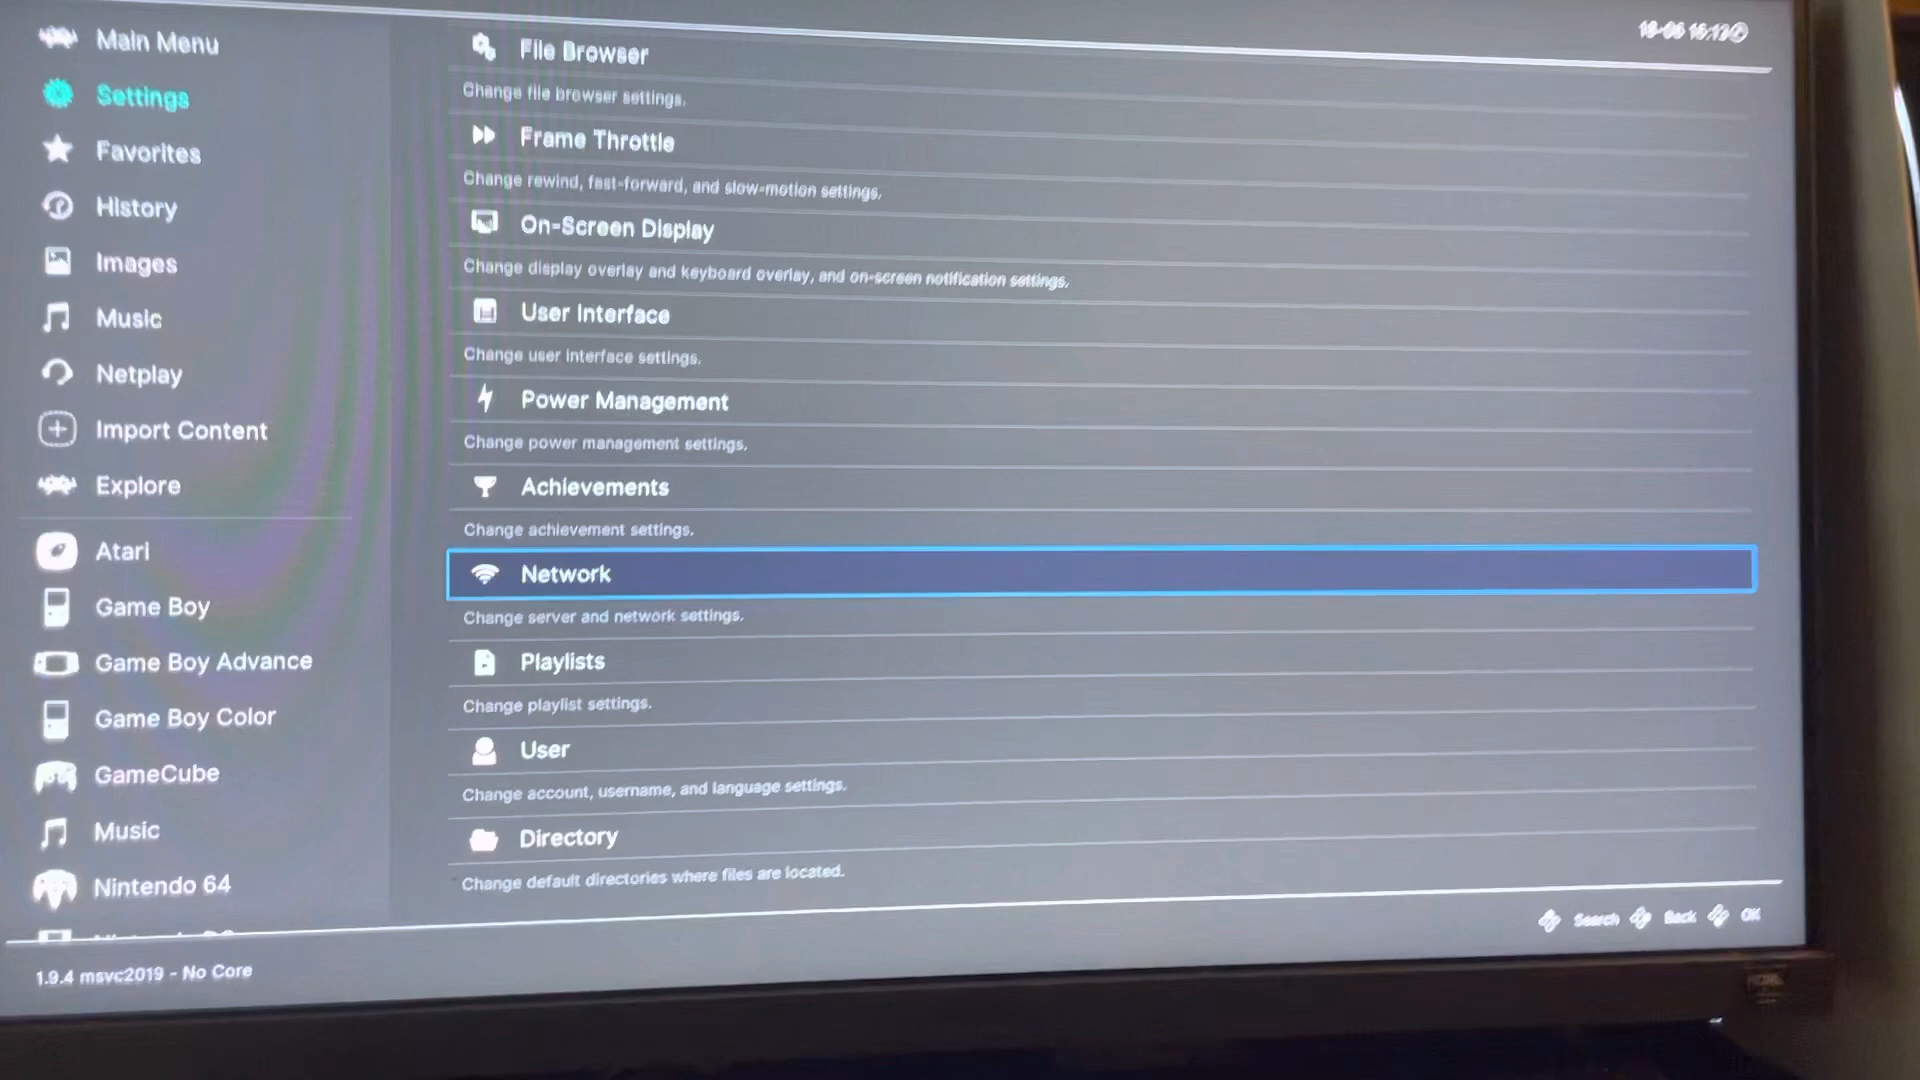 Main Menu
Settings
Favorites
History
Images
Music
Netplay
Import Content
Explore
Atari
Game Boy
Game Boy Advance
Game Boy Color
GameCube
Music
Nintendo 64
1.9.4 msvc2019 - No Core
File Browser
Change file browser settings.
Frame Throttle
Change rewind, fast-forward, and slow-motion settings.
On-Screen Display
Change display overlay and keyboard overlay, and on-screen notification settings.
User Interface
Change user interface settings.
Power Management
Change power management settings.
Achievements
Change achievement settings.
Network
Change server and network settings.
Playlists
Change playlist settings.
User
Change account, username, and language settings.
Directory
Change default directories where files are located.
Search Back OK